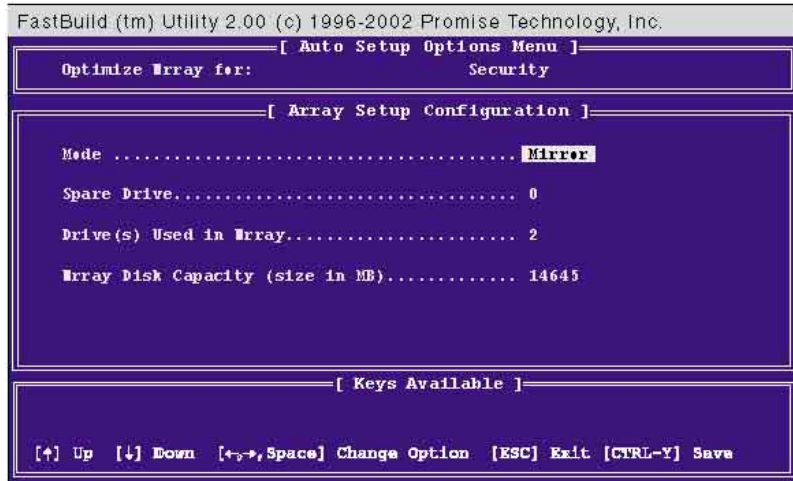 FastBuild (tm) Utility 2.00 (c) 1996-2002 Promise Technology, Inc.
[ Auto Setup Options Menu ]
Optimize Array for: Security
[ Array Setup Configuration ]
Mode ........................................ Mirror
Spare Drive.................................. 0
Drive(s) Used in Array....................... 2
Array Disk Capacity (size in MB)............. 14645
[ Keys Available ]
[↑] Up [↓] Down [←,→,Space] Change Option [ESC] Exit [CTRL-Y] Save